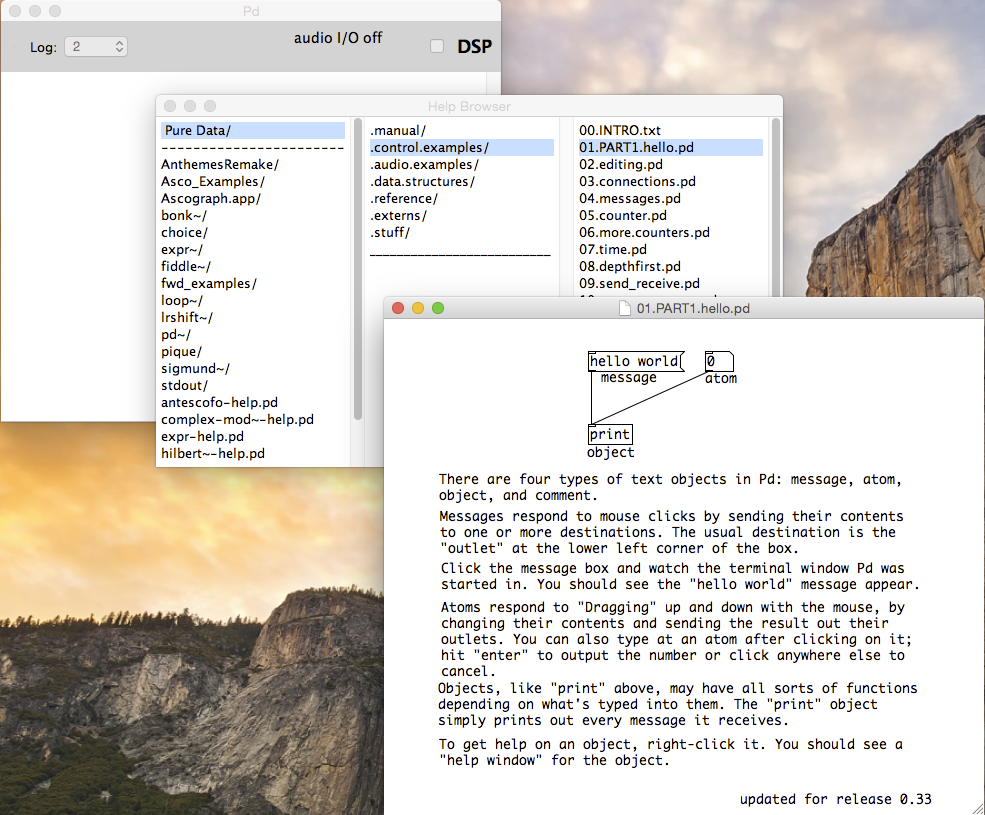 Pd
Log: 2
audio I/O off
DSP
Help Browser
Pure Data/
-----------------------
AnthemesRemake/
Asco_Examples/
Ascograph.app/
bonk~/
choice/
expr~/
fiddle~/
fwd_examples/
loop~/
lrshift~/
pd~/
pique/
sigmund~/
stdout/
antescofo-help.pd
complex-mod~-help.pd
expr-help.pd
hilbert~-help.pd
.manual/
.control.examples/
.audio.examples/
.data.structures/
.reference/
.externs/
.stuff/
___________________________
00.INTRO.txt
01.PART1.hello.pd
02.editing.pd
03.connections.pd
04.messages.pd
05.counter.pd
06.more.counters.pd
07.time.pd
08.depthfirst.pd
09.send_receive.pd
01.PART1.hello.pd
hello world
0
message
atom
print
object
There are four types of text objects in Pd: message, atom,
object, and comment.
Messages respond to mouse clicks by sending their contents
to one or more destinations. The usual destination is the
"outlet" at the lower left corner of the box.
Click the message box and watch the terminal window Pd was
started in. You should see the "hello world" message appear.
Atoms respond to "Dragging" up and down with the mouse, by
changing their contents and sending the result out their
outlets. You can also type at an atom after clicking on it;
hit "enter" to output the number or click anywhere else to
cancel.
Objects, like "print" above, may have all sorts of functions
depending on what's typed into them. The "print" object
simply prints out every message it receives.
To get help on an object, right-click it. You should see a
"help window" for the object.
updated for release 0.33